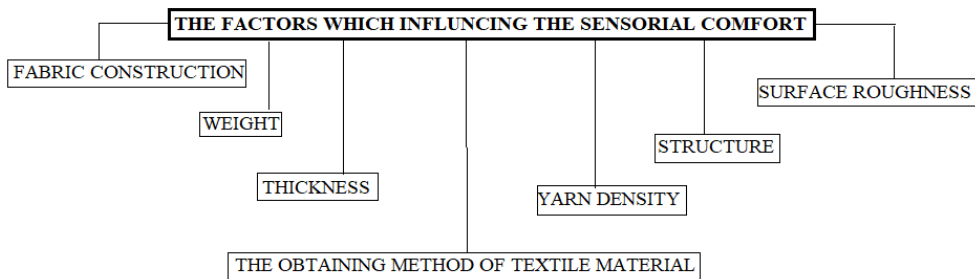 THE FACTORS WHICH INFLUNCING THE SENSORIAL COMFORT
FABRIC CONSTRUCTION
SURFACE ROUGHNESS
WEIGHT
STRUCTURE
THICKNESS
YARN DENSITY
THE OBTAINING METHOD OF TEXTILE MATERIAL